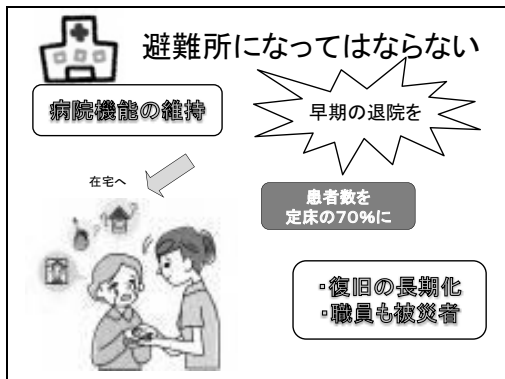 避難所になってはならない
病院機能の維持
早期の退院を
在宅へ
患者数を
定床の70%に
・復旧の長期化
・職員も被災者